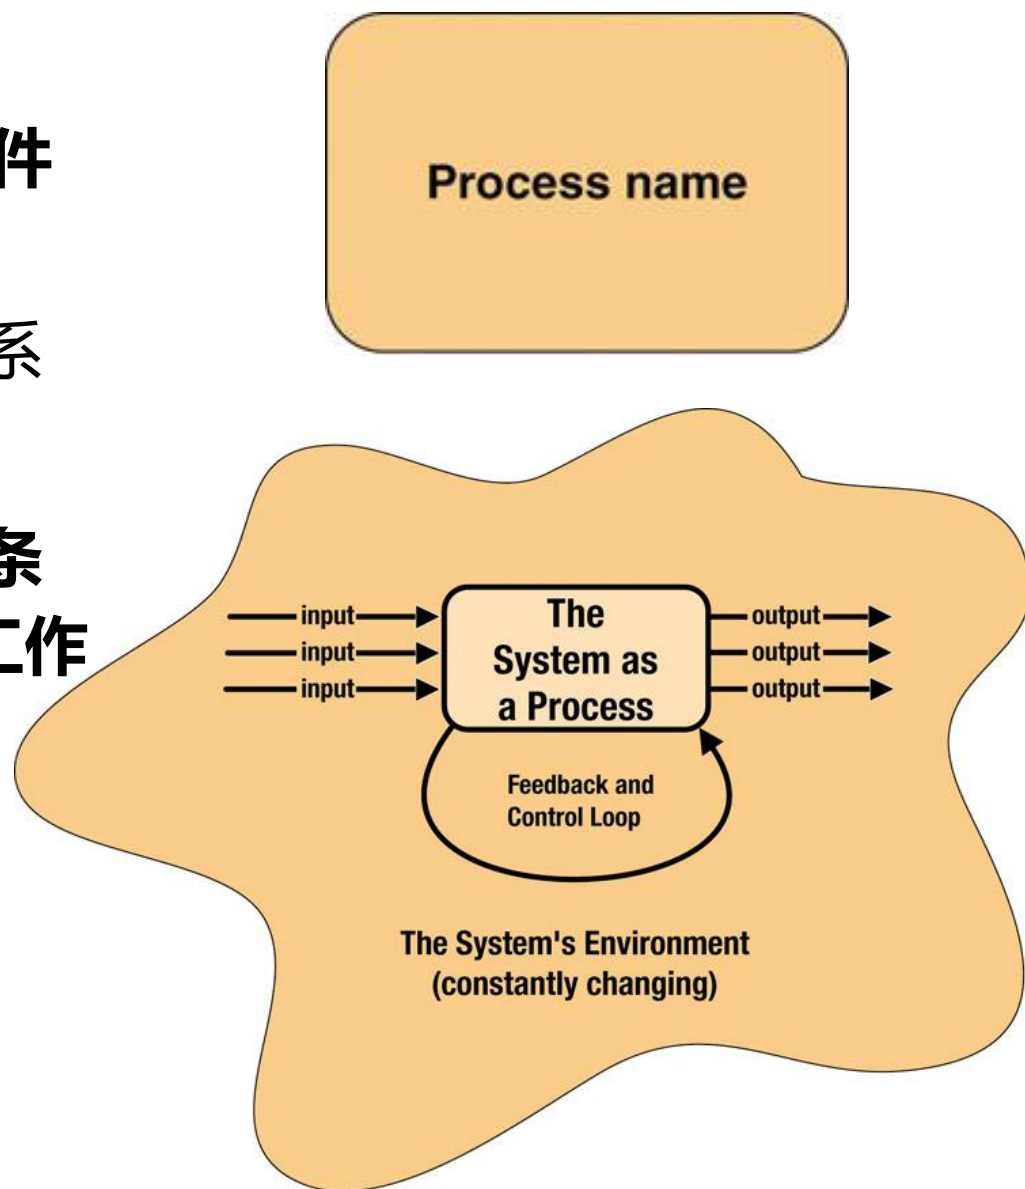 件
系
条
工作
Process name
input
input
input
The
System as
a Process
output
output
output
Feedback and
Control Loop
The System's Environment
(constantly changing)